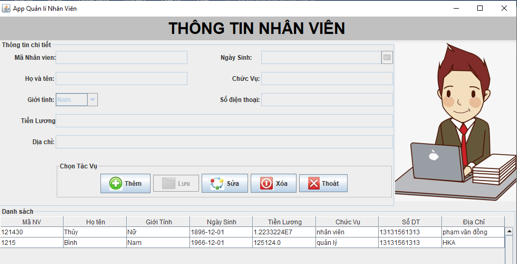 App Quản lí Nhân Viên
THÔNG TIN NHÂN VIÊN
Thông tin chi tiết
Mã Nhân vien: Ngày Sinh:
Họ và tên: Chức Vụ:
Giới tính: Nam Số điện thoại:
Tiền Lương
Dịa chỉ:
Chọn Tác Vụ
Thêm Lưu Sửa Xóa Thoát
Danh sách
Mã NV Họ tên Giới Tính Ngày Sinh Tiền Lương Chức Vụ Số DT Địa Chỉ
121430 Thủy Nữ 1896-12-01 1.2233224E7 nhân viên 13131561313 phạm văn đồng
1215 Bình Nam 1966-12-01 125124.0 quản lý 13131561313 HKA